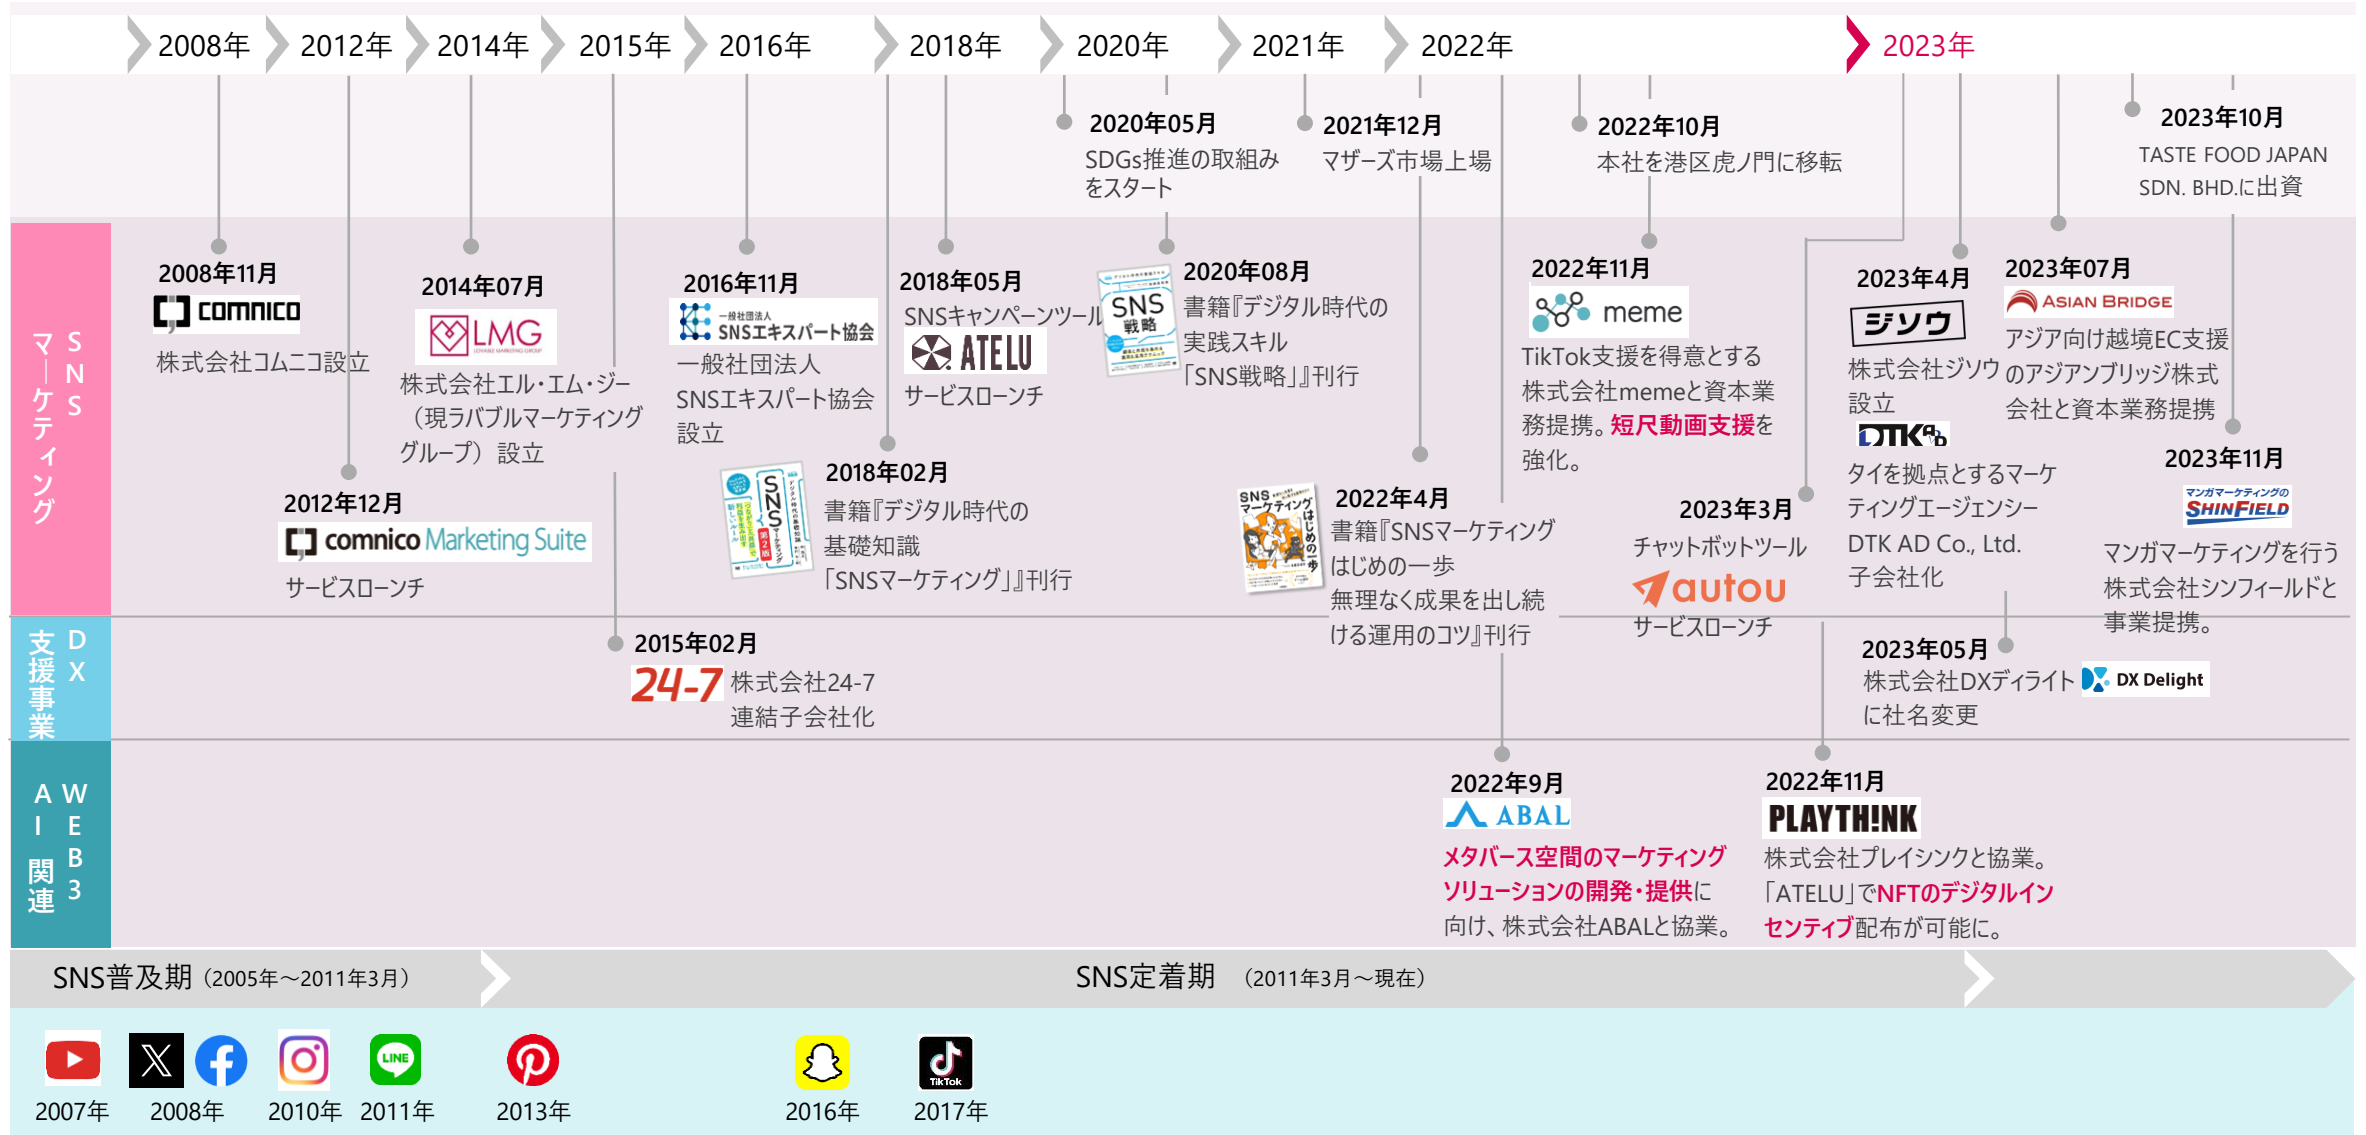 2008年
2012年
2014年
2015年
2016年
2018年
2020年
2021年
2022年
2023年
2020年05月
SDGs推進の取組み
をスタート
2021年12月
マザーズ市場上場
2022年10月
本社を港区虎ノ門に移転
2023年10月
TASTE FOOD JAPAN
SDN. BHD.に出資
SNS
マーケティング
2008年11月
comnico
株式会社コムニコ設立
2012年12月
comnico Marketing Suite
サービスローンチ
2014年07月
LMG
LOVABLE MARKETING GROUP
株式会社エル・エム・ジー
（現ラバブルマーケティング
グループ）設立
2016年11月
一般社団法人
SNSエキスパート協会
一般社団法人
SNSエキスパート協会
設立
2018年02月
書籍『デジタル時代の
基礎知識
「SNSマーケティング」』刊行
2018年05月
SNSキャンペーンツール
ATELU
サービスローンチ
SNS
戦略
2020年08月
書籍『デジタル時代の
実践スキル
「SNS戦略」』刊行
SNS
マーケティング
はじめの一歩
2022年4月
書籍『SNSマーケティング
はじめの一歩
無理なく成果を出し続
ける運用のコツ』刊行
2022年11月
meme
TikTok支援を得意とする
株式会社memeと資本業
務提携。短尺動画支援を
強化。
2023年3月
チャットボットツール
autou
サービスローンチ
2023年4月
ジソウ
株式会社ジソウ
設立
DTK AD
タイを拠点とするマーケ
ティングエージェンシー
DTK AD Co., Ltd.
子会社化
2023年07月
ASIAN BRIDGE
アジア向け越境EC支援
のアジアンブリッジ株式
会社と資本業務提携
2023年11月
マンガマーケティングの
SHINFIELD
マンガマーケティングを行う
株式会社シンフィールドと
事業提携。
DX
支援事業
2015年02月
24-7
株式会社24-7
連結子会社化
2023年05月
株式会社DXディライト
に社名変更
DX Delight
WEB3
AI関連
2022年9月
ABAL
メタバース空間のマーケティング
ソリューションの開発・提供に
向け、株式会社ABALと協業。
2022年11月
PLAYTH!NK
株式会社プレイシンクと協業。
「ATELU」でNFTのデジタルイン
センティブ配布が可能に。
SNS普及期（2005年～2011年3月）
SNS定着期 （2011年3月～現在）
LINE
TikTok
2007年
2008年
2010年
2011年
2013年
2016年
2017年